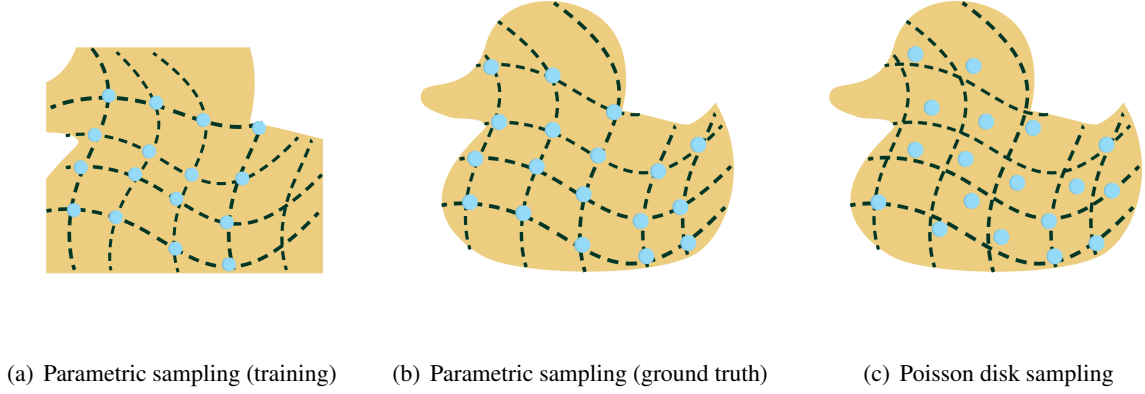 (a) Parametric sampling (training)
(b) Parametric sampling (ground truth)
(c) Poisson disk sampling